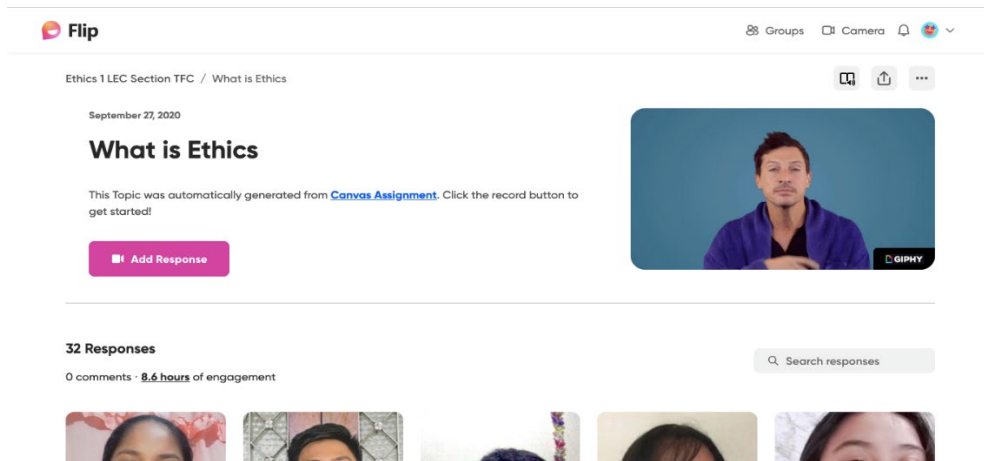 Flip
Groups Camera
Ethics 1 LEC Section TFC / What is Ethics
September 27, 2020
What is Ethics
This Topic was automatically generated from Canvas Assignment. Click the record button to
get started!
Add Response
GIPHY
32 Responses
Search responses
0 comments · 8.6 hours of engagement